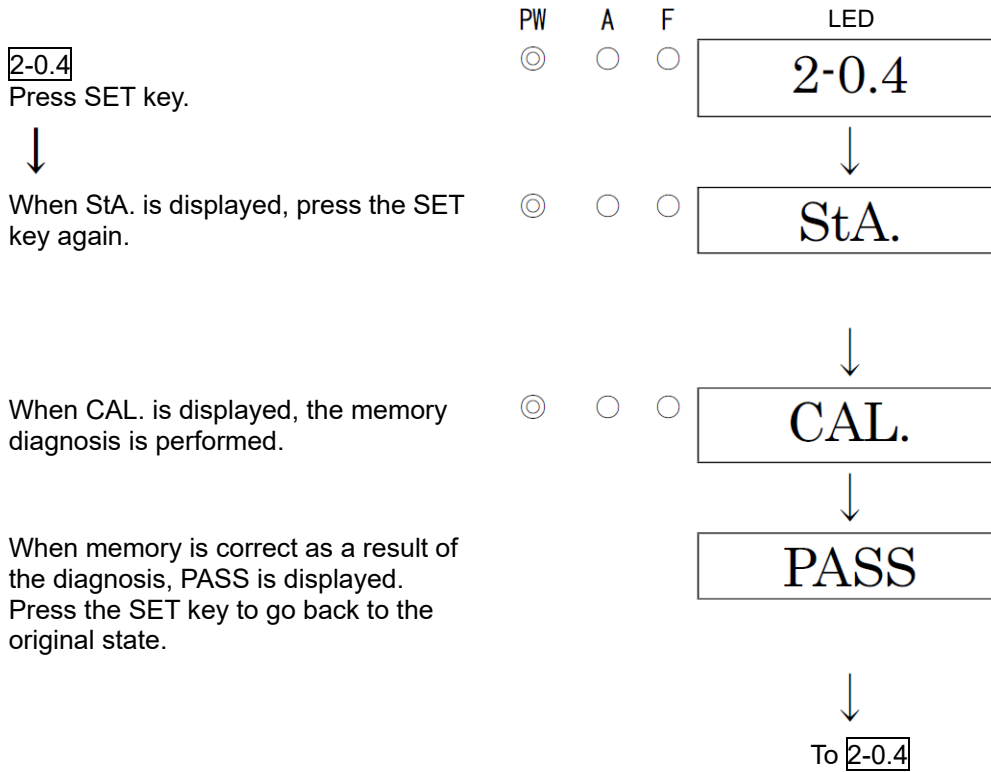 PW A F LED
2-0.4
2-0.4
Press SET key.
When StA. is displayed, press the SET
key again.
StA.
When CAL. is displayed, the memory
diagnosis is performed.
CAL.
When memory is correct as a result of
the diagnosis, PASS is displayed.
Press the SET key to go back to the
original state.
PASS
To 2-0.4